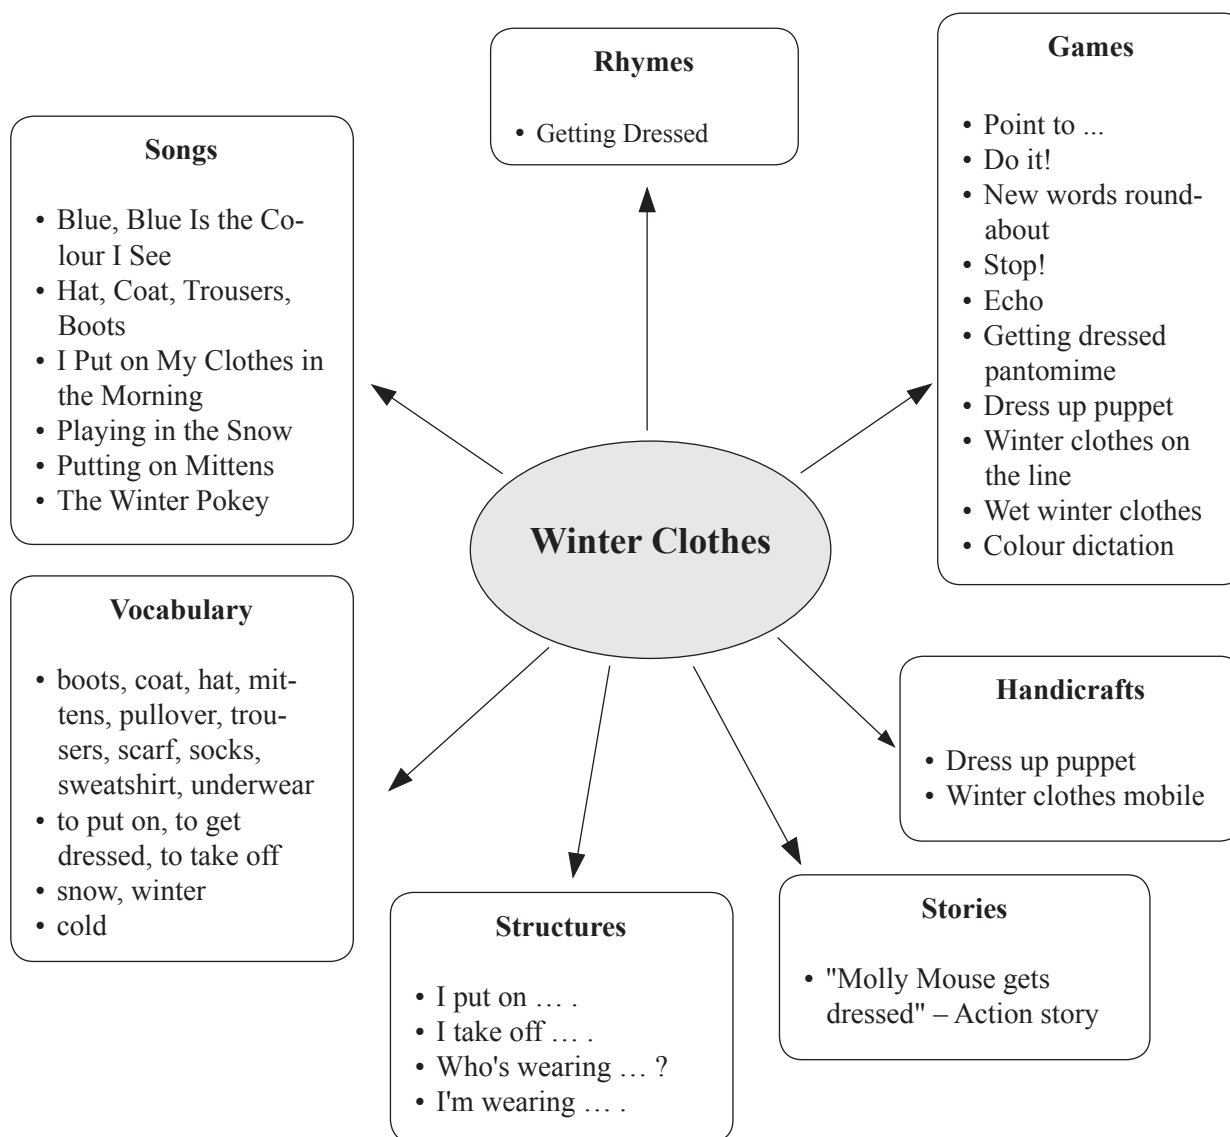 Rhymes
• Getting Dressed
Games
• Point to ...
• Do it!
• New words round-
about
• Stop!
• Echo
• Getting dressed
pantomime
• Dress up puppet
• Winter clothes on
the line
• Wet winter clothes
• Colour dictation
Songs
• Blue, Blue Is the Co-
lour I See
• Hat, Coat, Trousers,
Boots
• I Put on My Clothes in
the Morning
• Playing in the Snow
• Putting on Mittens
• The Winter Pokey
Winter Clothes
Vocabulary
• boots, coat, hat, mit-
tens, pullover, trou-
sers, scarf, socks,
sweatshirt, underwear
• to put on, to get
dressed, to take off
• snow, winter
• cold
Handicrafts
• Dress up puppet
• Winter clothes mobile
Structures
• I put on … .
• I take off … .
• Who's wearing … ?
• I'm wearing … .
Stories
• "Molly Mouse gets
dressed" – Action story